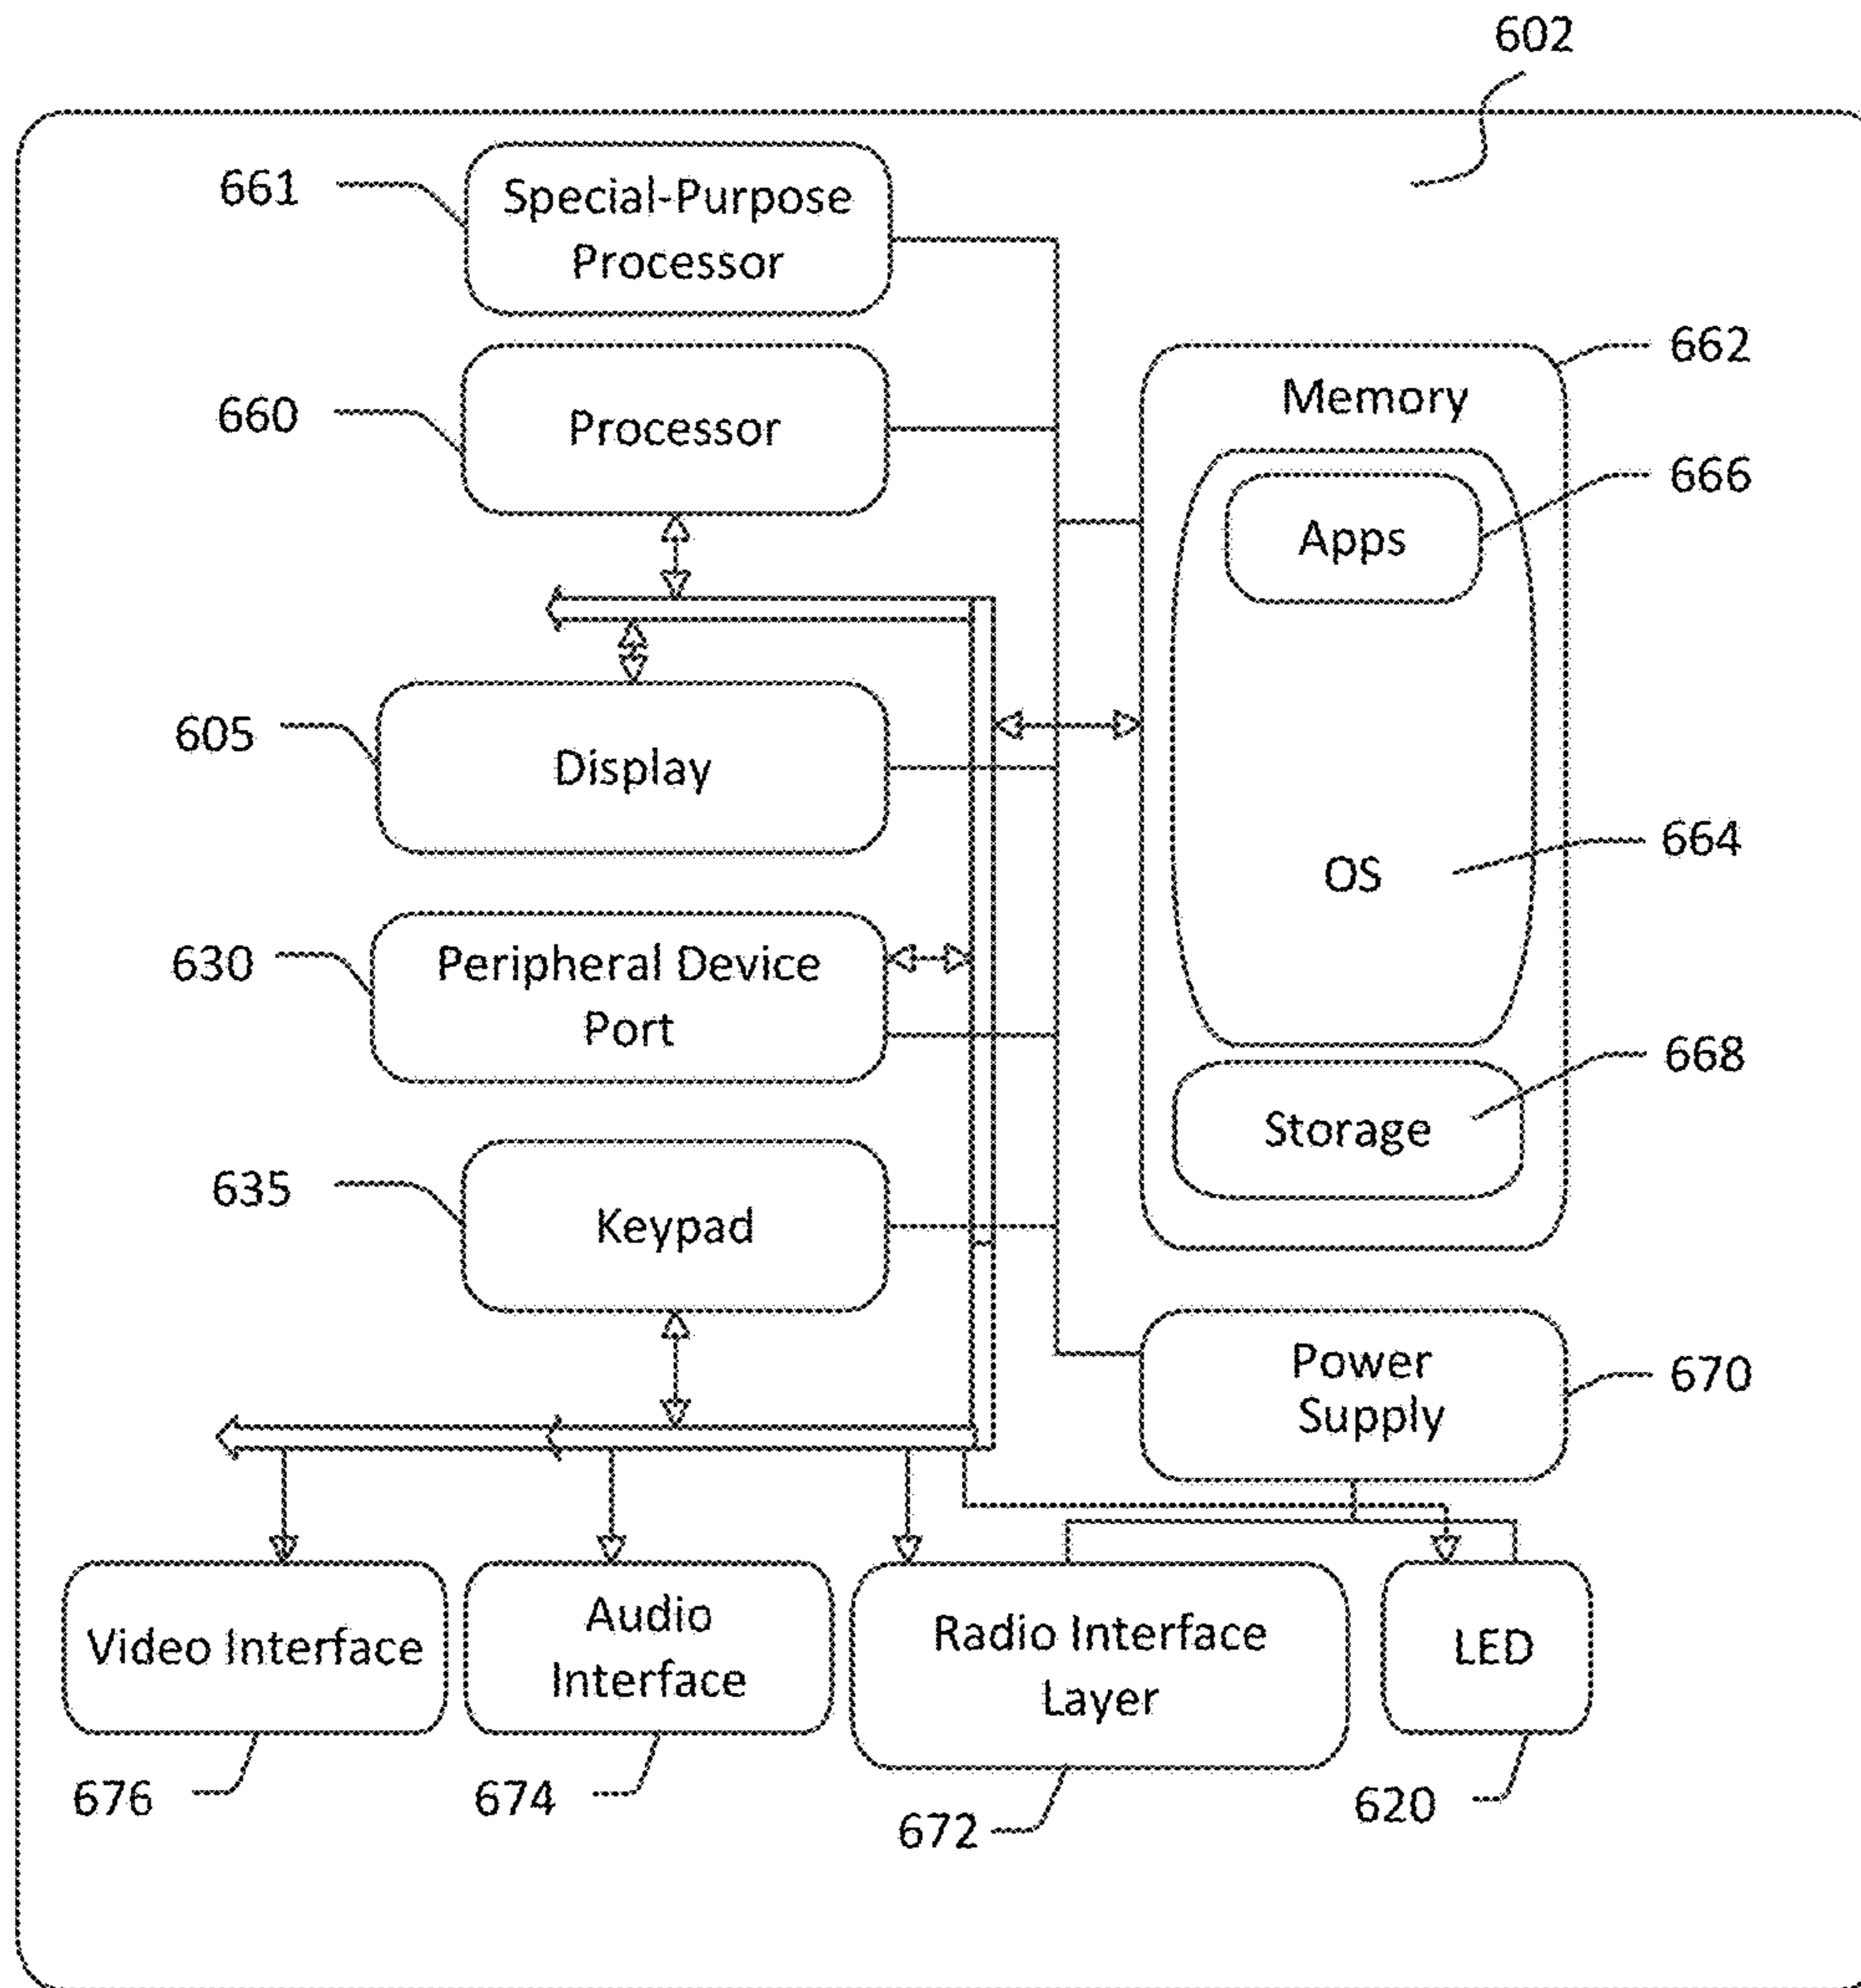 602
661
Special-Purpose
Processor
662
Memory
660
Processor
666
Apps
605
Display
664
OS
630
Peripheral Device
Port
668
Storage
635
Keypad
Power
Supply
670
Video Interface
Audio
Interface
Radio Interface
Layer
LED
676
674
672
620